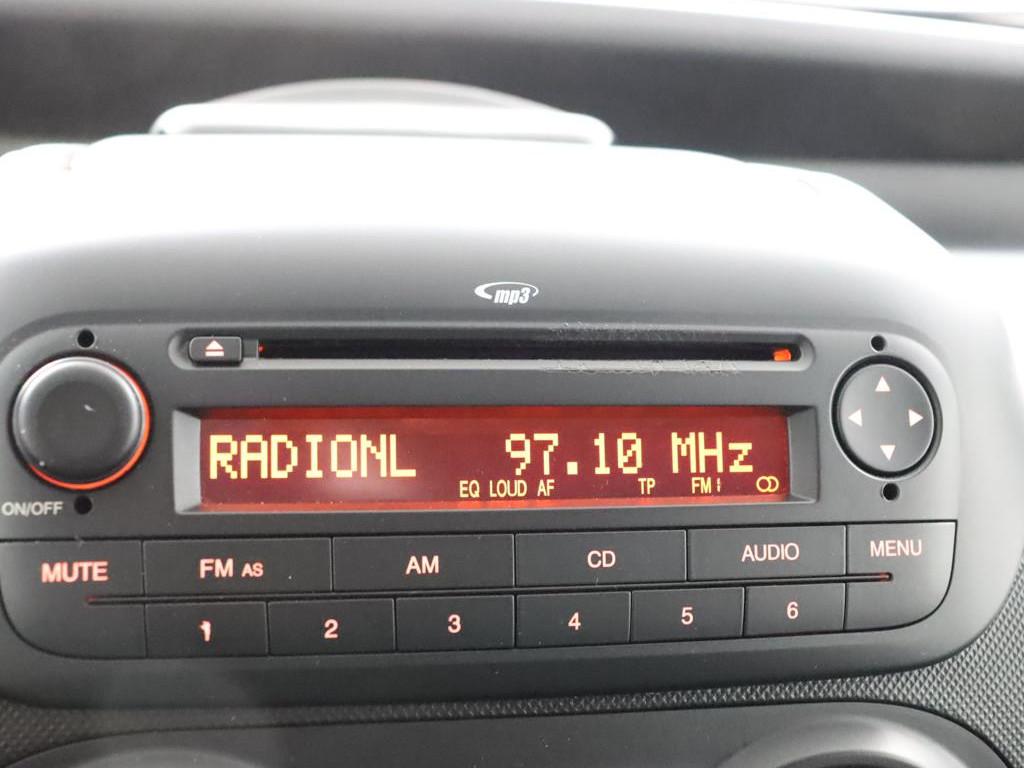 mp3
RADIONL 97.10 MHz
EQ LOUD AF TP FM
ON/OFF
MUTE FM AS AM CD AUDIO MENU
1 2 3 4 5 6